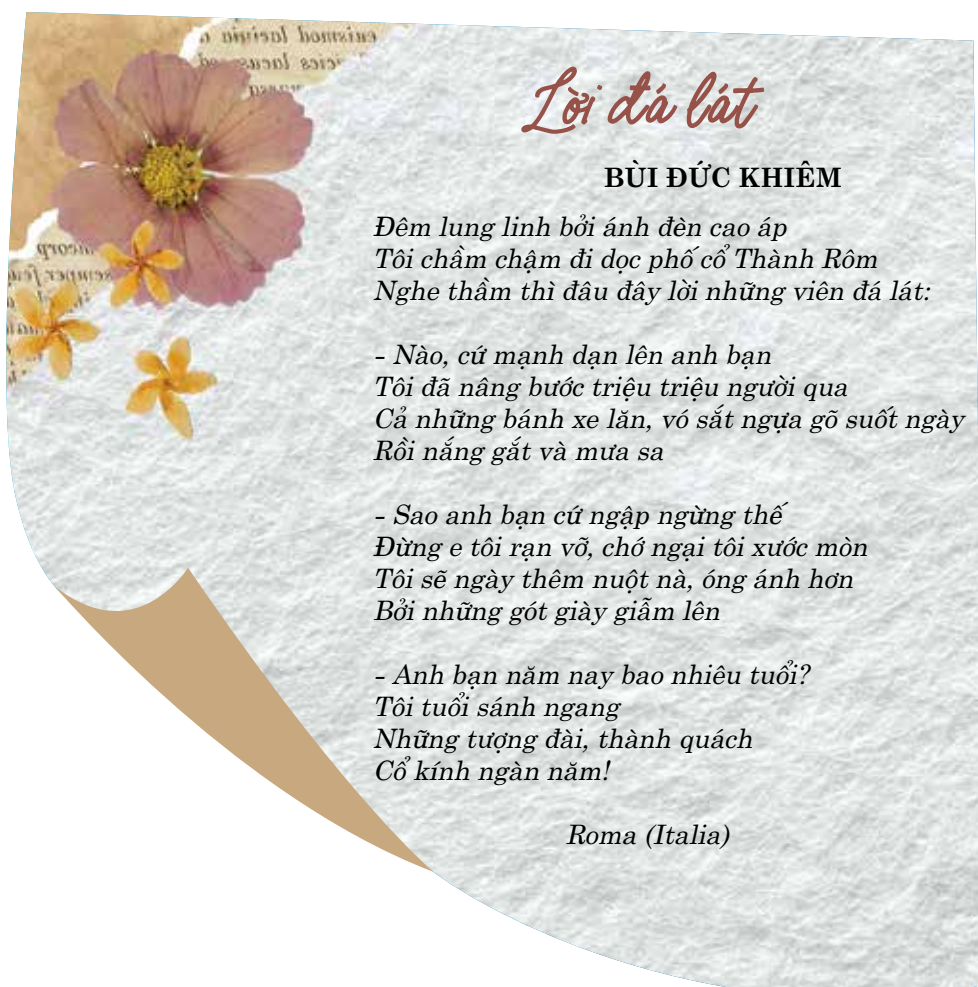 Lời đá lát
BÙI ĐỨC KHIÊM
Đêm lung linh bởi ánh đèn cao áp
Tôi chầm chậm đi dọc phố cổ Thành Rôm
Nghe thầm thì đâu đây lời những viên đá lát:
- Nào, cứ mạnh dạn lên anh bạn
Tôi đã nâng bước triệu triệu người qua
Cả những bánh xe lăn, vó sắt ngựa gõ suốt ngày
Rồi nắng gắt và mưa sa
- Sao anh bạn cứ ngập ngừng thế
Đừng e tôi rạn vỡ, chớ ngại tôi xước mòn
Tôi sẽ ngày thêm nuột nà, óng ánh hơn
Bởi những gót giày giẫm lên
- Anh bạn năm nay bao nhiêu tuổi?
Tôi tuổi sánh ngang
Những tượng đài, thành quách
Cổ kính ngàn năm!
Roma (Italia)